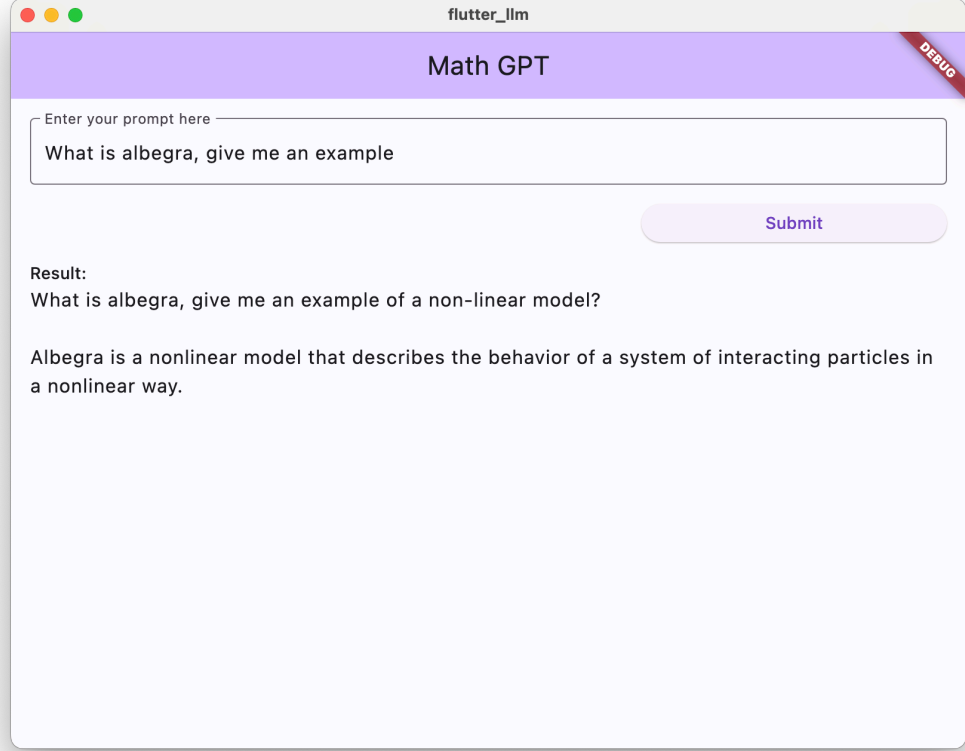 flutter_llm
Math GPT
DEBUG
Enter your prompt here
What is albegra, give me an example
Submit
Result:
What is albegra, give me an example of a non-linear model?
Albegra is a nonlinear model that describes the behavior of a system of interacting particles in
a nonlinear way.